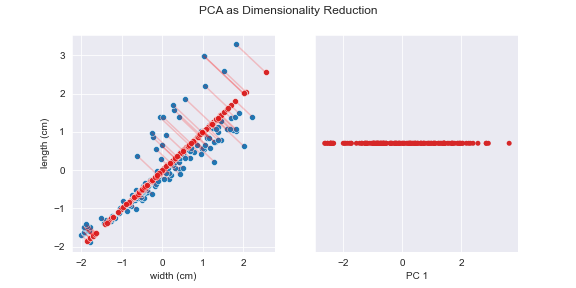 PCA as Dimensionality Reduction
3
2
1
0
−1
−2
length (cm)
−2 −1 0 1 2
width (cm)
−2 0 2
PC 1